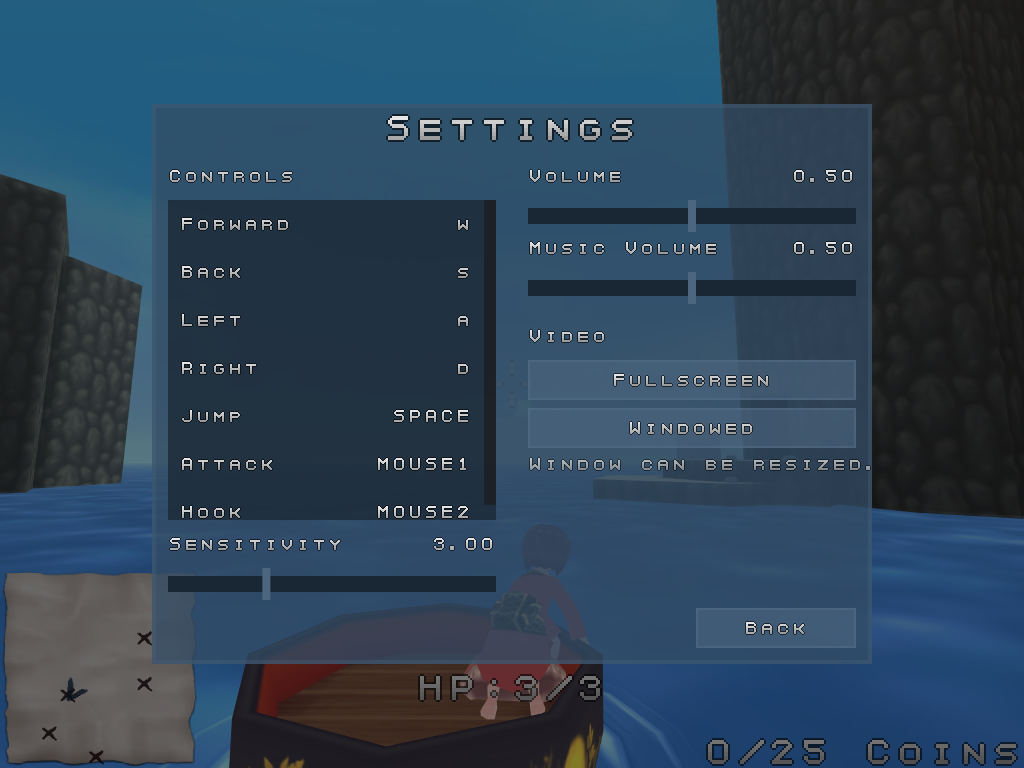 Settings
Controls
Forward W
Back S
Left A
Right D
Jump SPACE
Attack MOUSE1
Hook MOUSE2
Sensitivity 3.00
Volume 0.50
Music Volume 0.50
Video
Fullscreen
Windowed
Window can be resized.
Back
HP:3/3
0/25 Coins